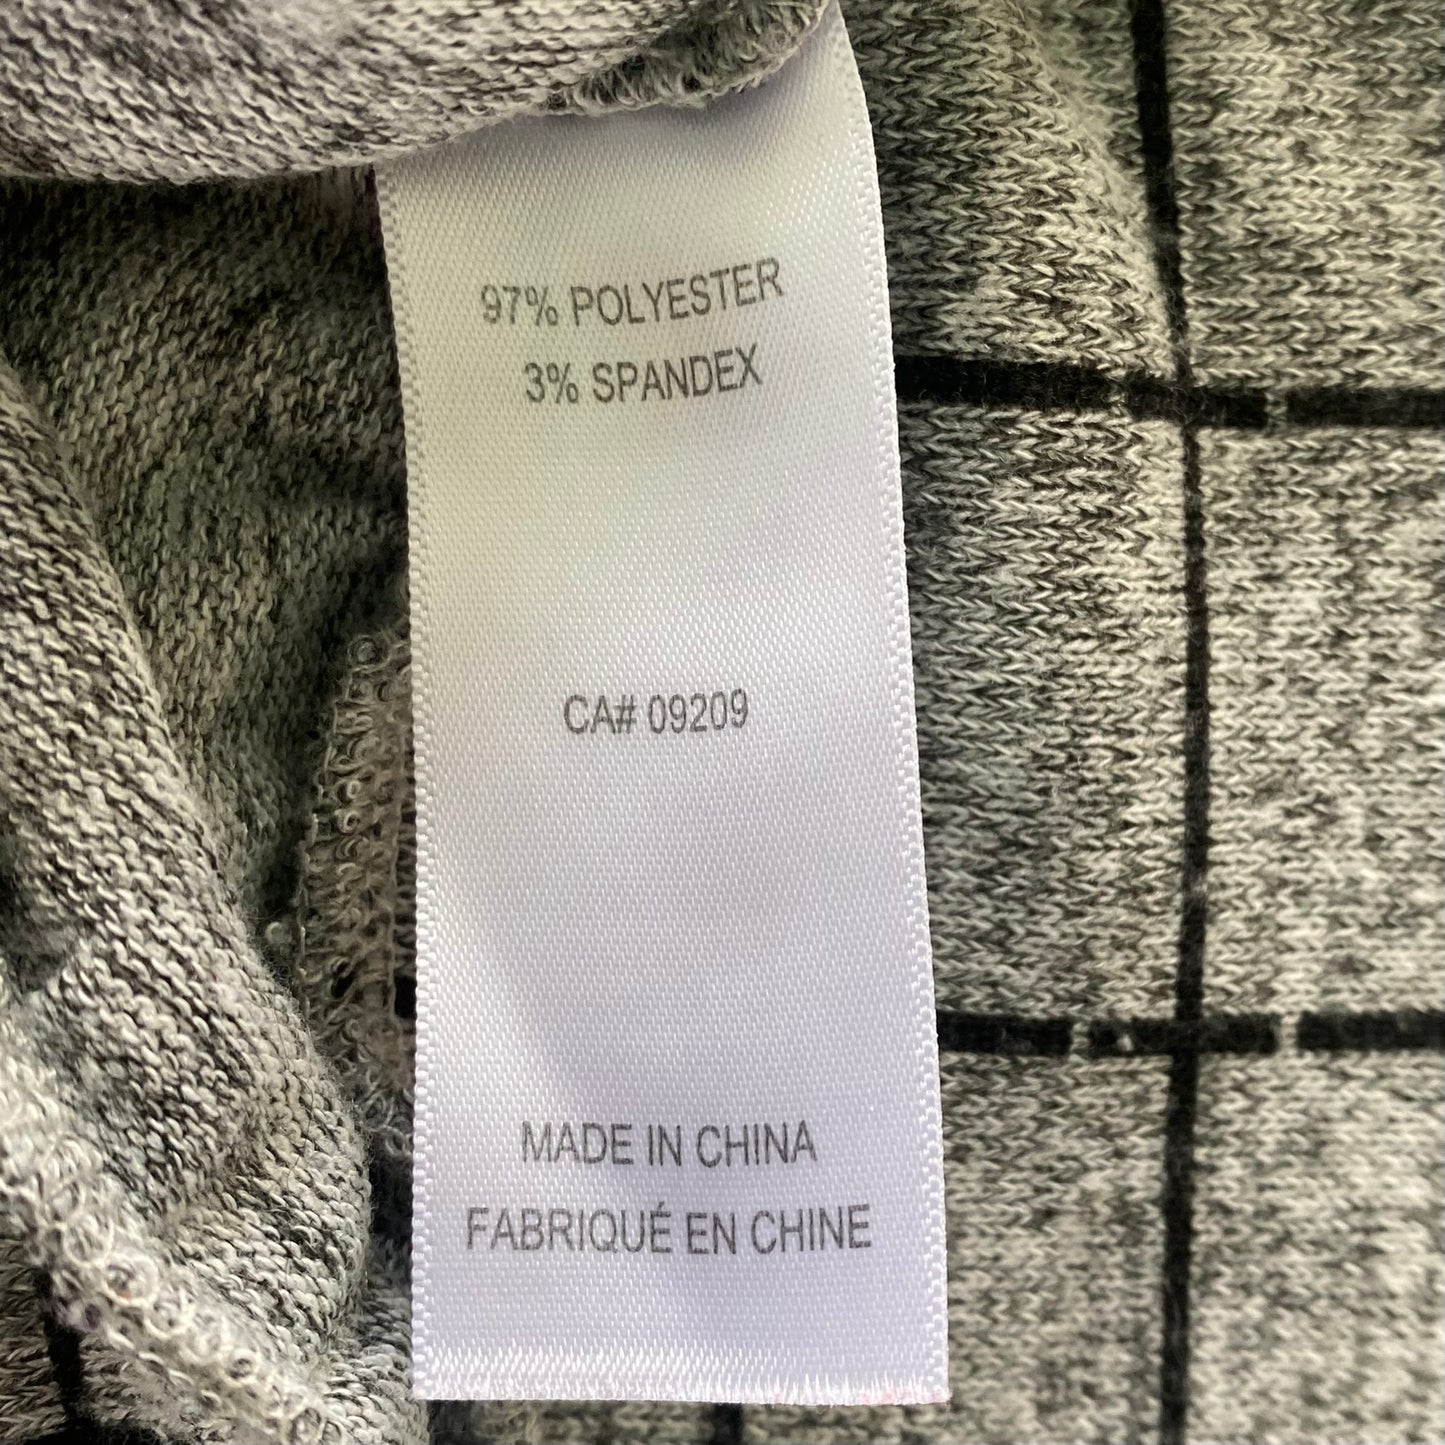 97% POLYESTER
3% SPANDEX
CA# 09209
MADE IN CHINA
FABRIQUÉ EN CHINE